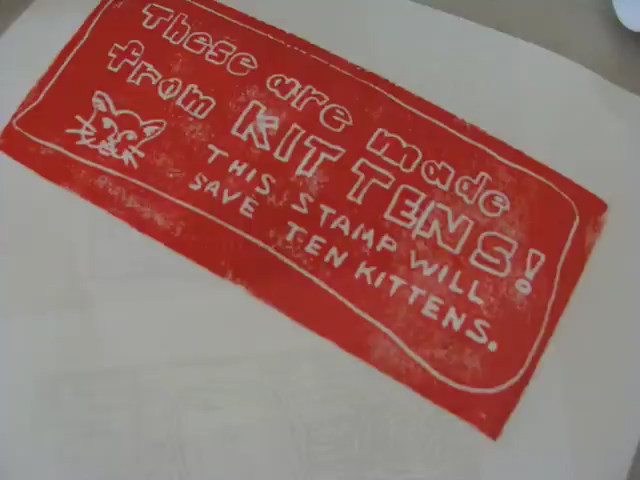 These are made
from KITTENS!
THIS STAMP WILL
SAVE TEN KITTENS.